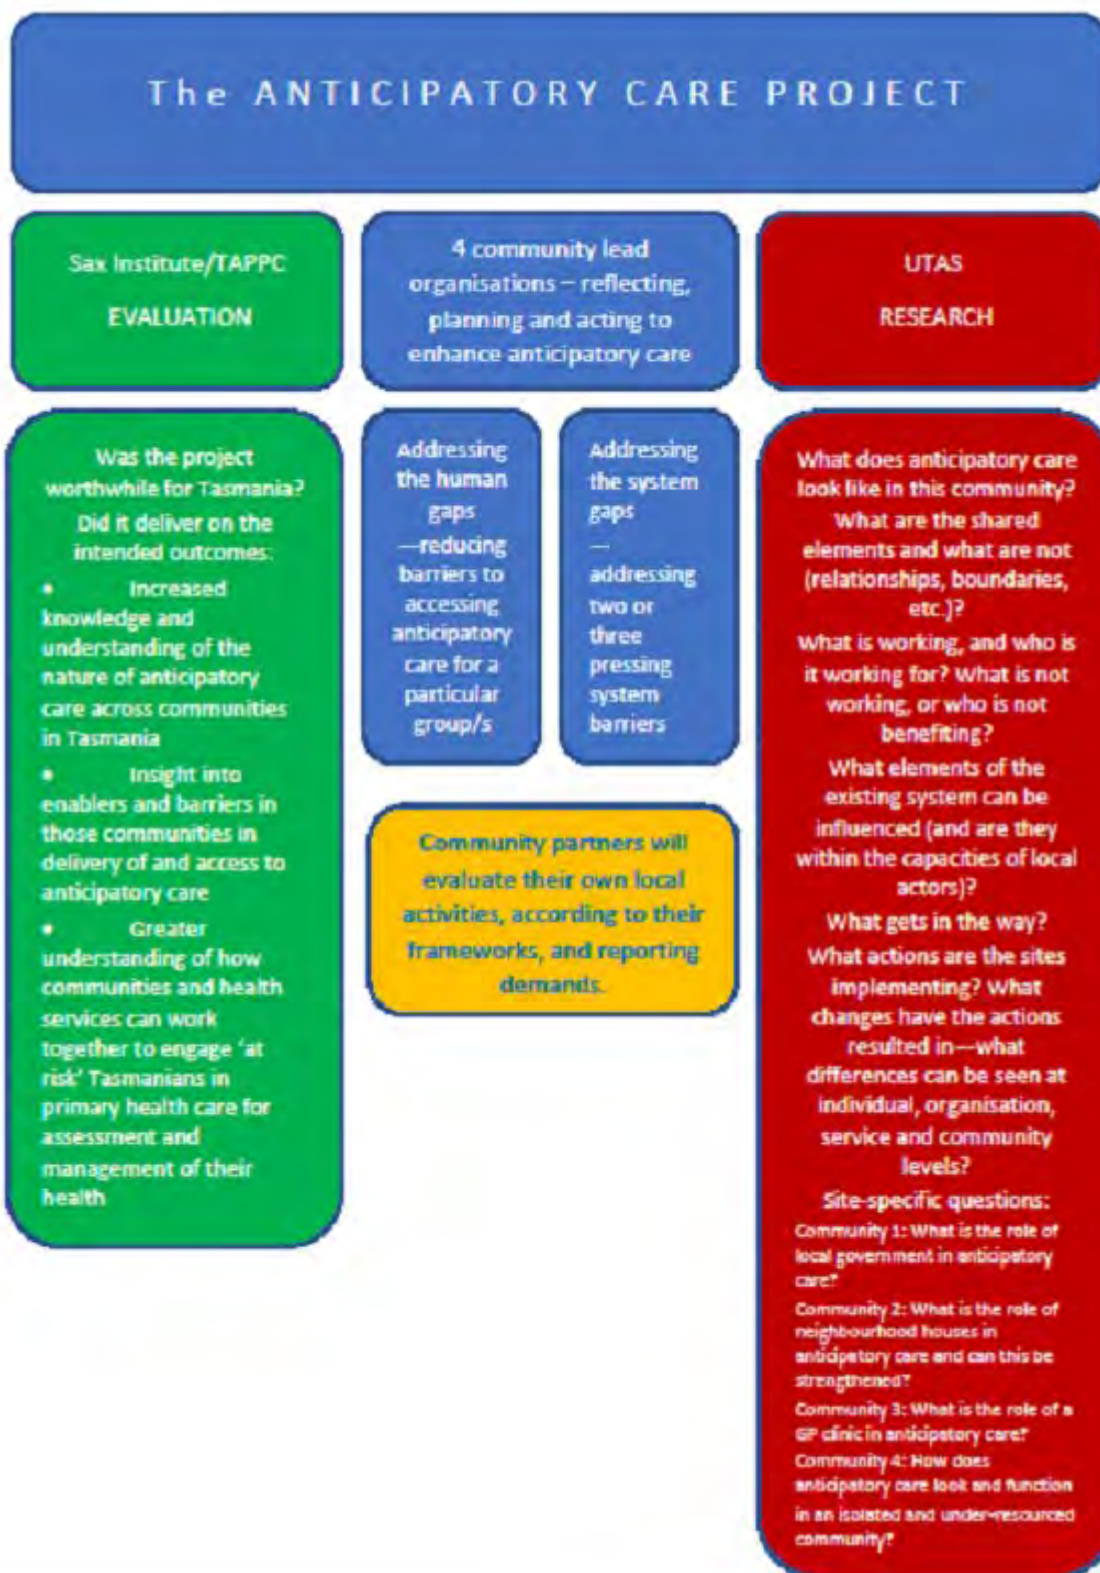 The ANTICIPATORY CARE PROJECT
Sax Institute/TAPPC
EVALUATION
4 community lead
organisations – reflecting,
planning and acting to
enhance anticipatory care
UTAS
RESEARCH
Was the project
worthwhile for Tasmania?
Did it deliver on the
intended outcomes:
• Increased
knowledge and
understanding of the
nature of anticipatory
care across communities
in Tasmania
• Insight into
enablers and barriers in
those communities in
delivery of and access to
anticipatory care
• Greater
understanding of how
communities and health
services can work
together to engage ‘at
risk’ Tasmanians in
primary health care for
assessment and
management of their
health
Addressing
the human
gaps
—reducing
barriers to
accessing
anticipatory
care for a
particular
group/s
Addressing
the system
gaps
—
addressing
two or
three
pressing
system
barriers
Community partners will
evaluate their own local
activities, according to their
frameworks, and reporting
demands.
What does anticipatory care
look like in this community?
What are the shared
elements and what are not
(relationships, boundaries,
etc.)?
What is working, and who is
it working for? What is not
working, or who is not
benefiting?
What elements of the
existing system can be
influenced (and are they
within the capacities of local
actors)?
What gets in the way?
What actions are the sites
implementing? What
changes have the actions
resulted in—what
differences can be seen at
individual, organisation,
service and community
levels?
Site-specific questions:
Community 1: What is the role of
local government in anticipatory
care?
Community 2: What is the role of
neighbourhood houses in
anticipatory care and can this be
strengthened?
Community 3: What is the role of a
GP clinic in anticipatory care?
Community 4: How does
anticipatory care look and function
in an isolated and under-resourced
community?